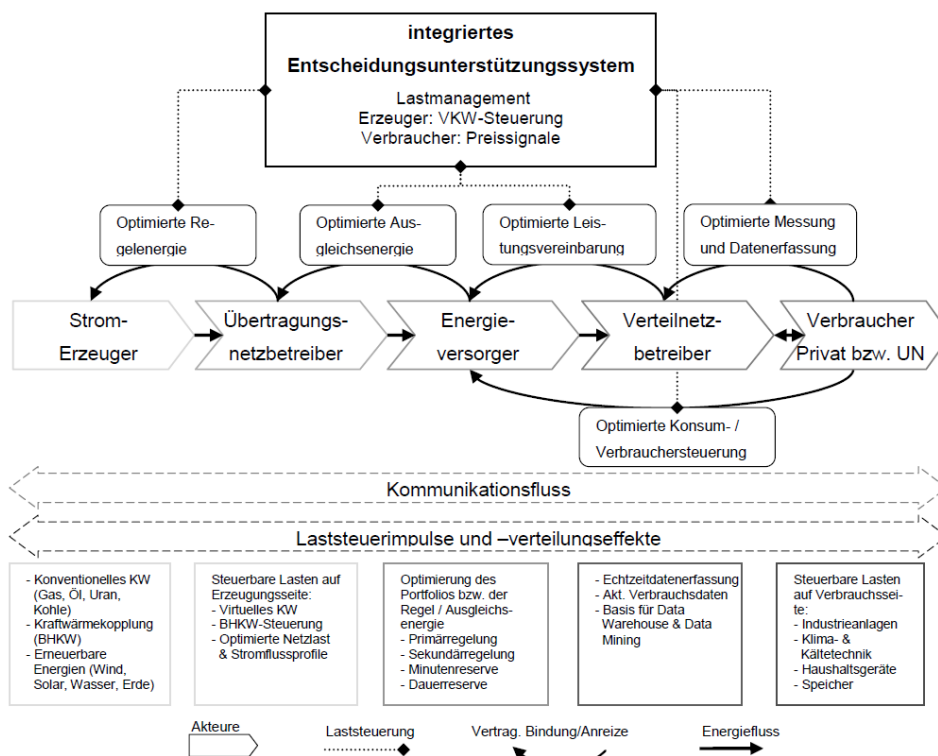 integriertes
Entscheidungsunterstützungssystem
Lastmanagement
Erzeuger: VKW-Steuerung
Verbraucher: Preissignale
Optimierte Re-
gelenergie
Optimierte Aus-
gleichsenergie
Optimierte Leis-
tungsvereinbarung
Optimierte Messung
und Datenerfassung
Strom-
Erzeuger
Übertragungs-
netzbetreiber
Energie-
versorger
Verteilnetz-
betreiber
Verbraucher
Privat bzw. UN
Optimierte Konsum- /
Verbrauchersteuerung
Kommunikationsfluss
Laststeuerimpulse und –verteilungseffekte
- Konventionelles KW
(Gas, Öl, Uran,
Kohle)
- Kraftwärmekopplung
(BHKW)
- Erneuerbare
Energien (Wind,
Solar, Wasser, Erde)
Steuerbare Lasten auf
Erzeugungsseite:
- Virtuelles KW
- BHKW-Steuerung
- Optimierte Netzlast
& Stromflussprofile
Optimierung des
Portfolios bzw. der
Regel / Ausgleichs-
energie
- Primärregelung
- Sekundärregelung
- Minutenreserve
- Dauerreserve
- Echtzeitdatenerfassung
- Akt. Verbrauchsdaten
- Basis für Data
Warehouse & Data
Mining
Steuerbare Lasten
auf Verbrauchssei-
te:
- Industrieanlagen
- Klima- &
Kältetechnik
- Haushaltsgeräte
- Speicher
Akteure
Laststeuerung
Vertrag. Bindung/Anreize
Energiefluss